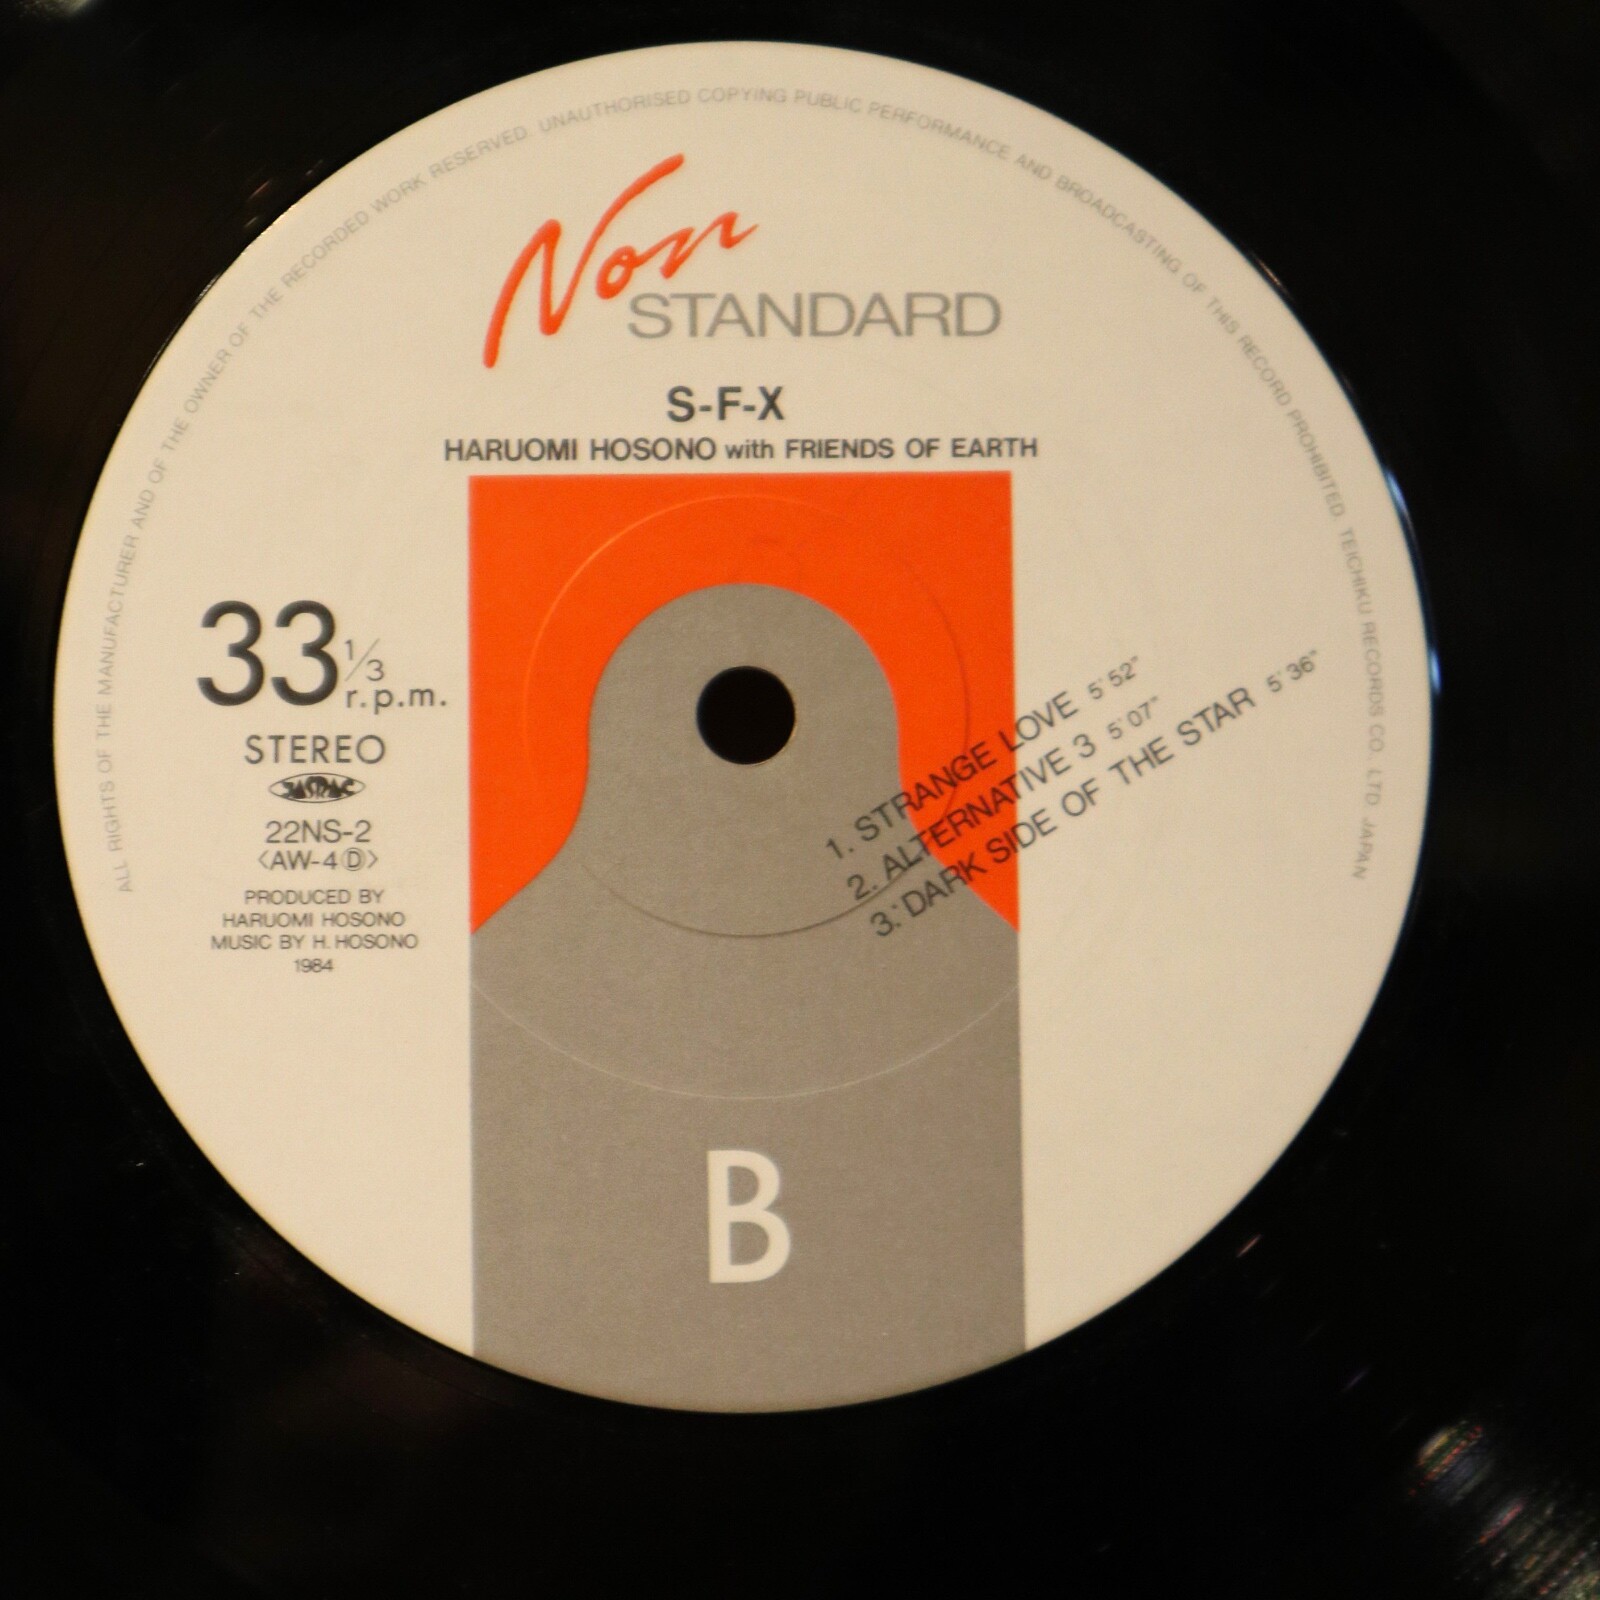 ALL RIGHTS OF THE MANUFACTURER AND OF THE OWNER OF THE RECORDED WORK RESERVED. UNAUTHORISED COPYING PUBLIC PERFORMANCE AND BROADCASTING OF THIS RECORD PROHIBITED. TEICHIKU RECORDS CO., LTD. JAPAN
Non
STANDARD
S-F-X
HARUOMI HOSONO with FRIENDS OF EARTH
33 1/3
r.p.m.
STEREO
JASRAC
22NS-2
<AW-4Ⓓ>
PRODUCED BY
HARUOMI HOSONO
MUSIC BY H. HOSONO
1984
1. STRANGE LOVE 5'52"
2. ALTERNATIVE 3 5'07"
3. DARK SIDE OF THE STAR 5'36"
B